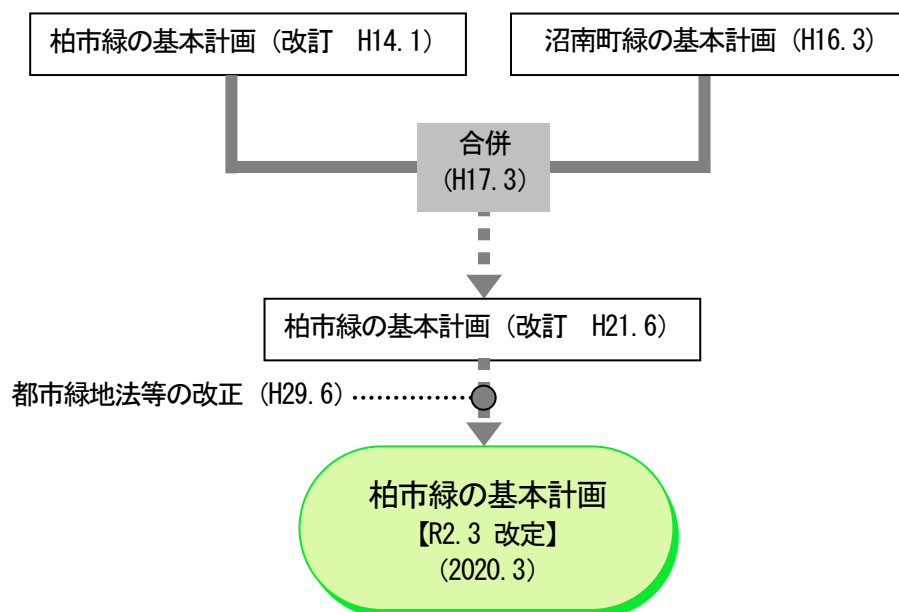 柏市緑の基本計画（改訂　H14.1）
沼南町緑の基本計画（H16.3）
合併
（H17.3）
柏市緑の基本計画（改訂　H21.6）
都市緑地法等の改正（H29.6）
柏市緑の基本計画
【R2.3 改定】
（2020.3）